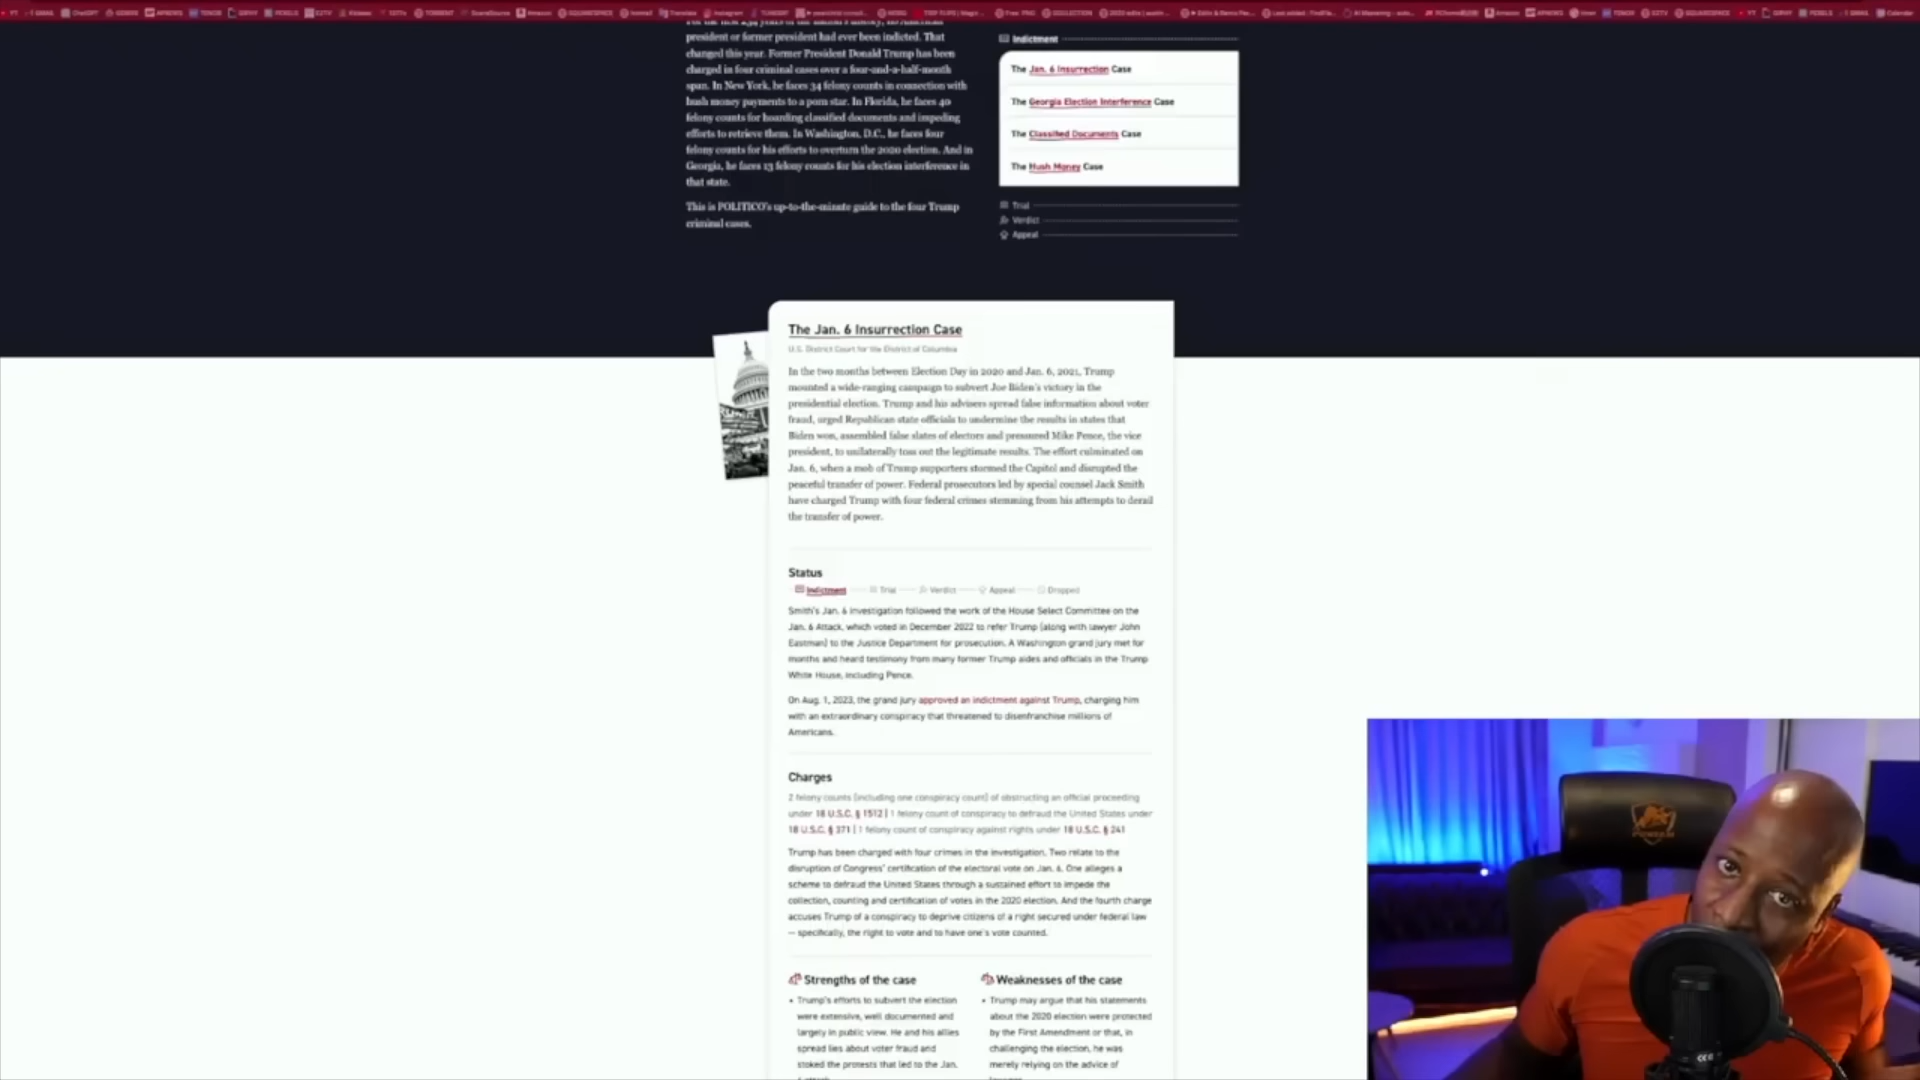 YT
GMAIL
ChatGPT
TORRENT
Amazon
SQUARESPACE
Translate
Instagram
PEXELS
Calendar
president or former president had ever been indicted. That
changed this year. Former President Donald Trump has been
charged in four criminal cases over a four-and-a-half-month
span. In New York, he faces 34 felony counts in connection with
hush money payments to a porn star. In Florida, he faces 40
felony counts for hoarding classified documents and impeding
efforts to retrieve them. In Washington, D.C., he faces four
felony counts for his efforts to overturn the 2020 election. And in
Georgia, he faces 13 felony counts for his election interference in
that state.
This is POLITICO's up-to-the-minute guide to the four Trump
criminal cases.
Indictment
The Jan. 6 Insurrection Case
The Georgia Election Interference Case
The Classified Documents Case
The Hush Money Case
Trial
Verdict
Appeal
The Jan. 6 Insurrection Case
U.S. District Court for the District of Columbia
In the two months between Election Day in 2020 and Jan. 6, 2021, Trump
mounted a wide-ranging campaign to subvert Joe Biden's victory in the
presidential election. Trump and his advisers spread false information about voter
fraud, urged Republican state officials to undermine the results in states that
Biden won, assembled false slates of electors and pressured Mike Pence, the vice
president, to unilaterally toss out the legitimate results. The effort culminated on
Jan. 6, when a mob of Trump supporters stormed the Capitol and disrupted the
peaceful transfer of power. Federal prosecutors led by special counsel Jack Smith
have charged Trump with four federal crimes stemming from his attempts to derail
the transfer of power.
Status
Indictment Trial Verdict Appeal Dropped
Smith's Jan. 6 investigation followed the work of the House Select Committee on the
Jan. 6 Attack, which voted in December 2022 to refer Trump (along with lawyer John
Eastman) to the Justice Department for prosecution. A Washington grand jury met for
months and heard testimony from many former Trump aides and officials in the Trump
White House, including Pence.
On Aug. 1, 2023, the grand jury approved an indictment against Trump, charging him
with an extraordinary conspiracy that threatened to disenfranchise millions of
Americans.
Charges
2 felony counts (including one conspiracy count) of obstructing an official proceeding
under 18 U.S.C. § 1512 | 1 felony count of conspiracy to defraud the United States under
18 U.S.C. § 371 | 1 felony count of conspiracy against rights under 18 U.S.C. § 241
Trump has been charged with four crimes in the investigation. Two relate to the
disruption of Congress' certification of the electoral vote on Jan. 6. One alleges a
scheme to defraud the United States through a sustained effort to impede the
collection, counting and certification of votes in the 2020 election. And the fourth charge
accuses Trump of a conspiracy to deprive citizens of a right secured under federal law
— specifically, the right to vote and to have one's vote counted.
Strengths of the case
• Trump's efforts to subvert the election
were extensive, well documented and
largely in public view. He and his allies
spread lies about voter fraud and
stoked the protests that led to the Jan.
Weaknesses of the case
• Trump may argue that his statements
about the 2020 election were protected
by the First Amendment or that, in
challenging the election, he was
merely relying on the advice of